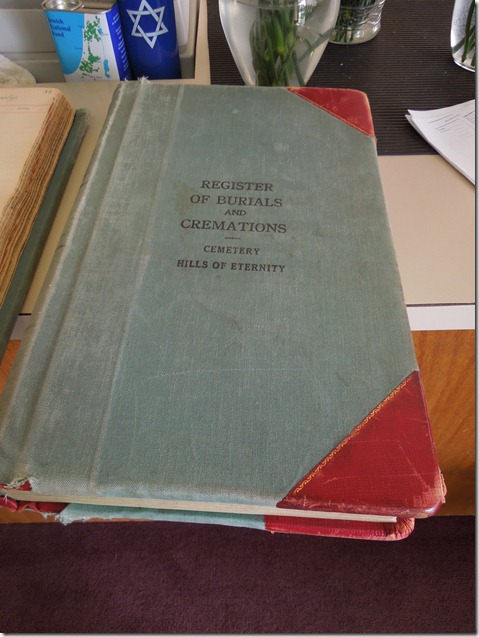 REGISTER
OF BURIALS
AND
CREMATIONS
CEMETERY
HILLS OF ETERNITY